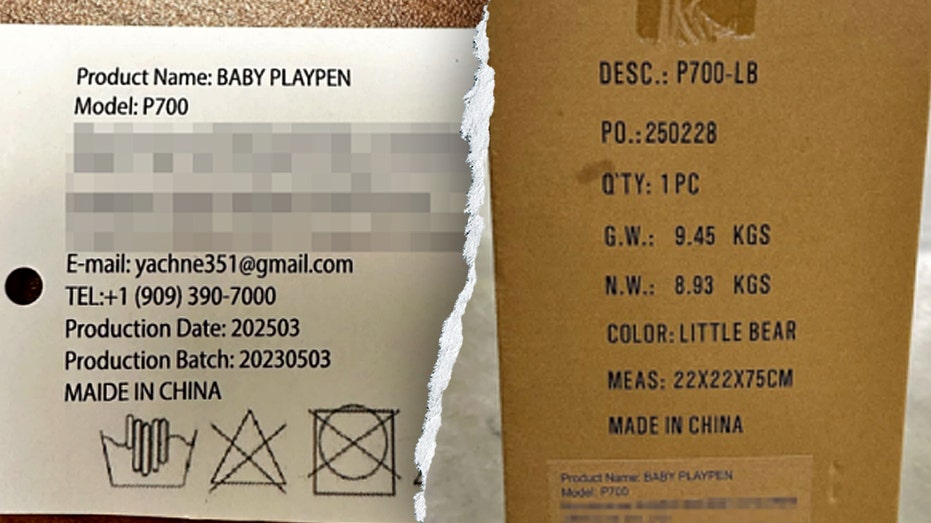 Product Name: BABY PLAYPEN
Model: P700
E-mail: yachne351@gmail.com
TEL:+1 (909) 390-7000
Production Date: 202503
Production Batch: 20230503
MAIDE IN CHINA
DESC.: P700-LB
PO.:250228
Q'TY: 1PC
G.W.: 9.45 KGS
N.W.: 8.93 KGS
COLOR: LITTLE BEAR
MEAS: 22X22X75CM
MADE IN CHINA
Product Name: BABY PLAYPEN
Model: P700